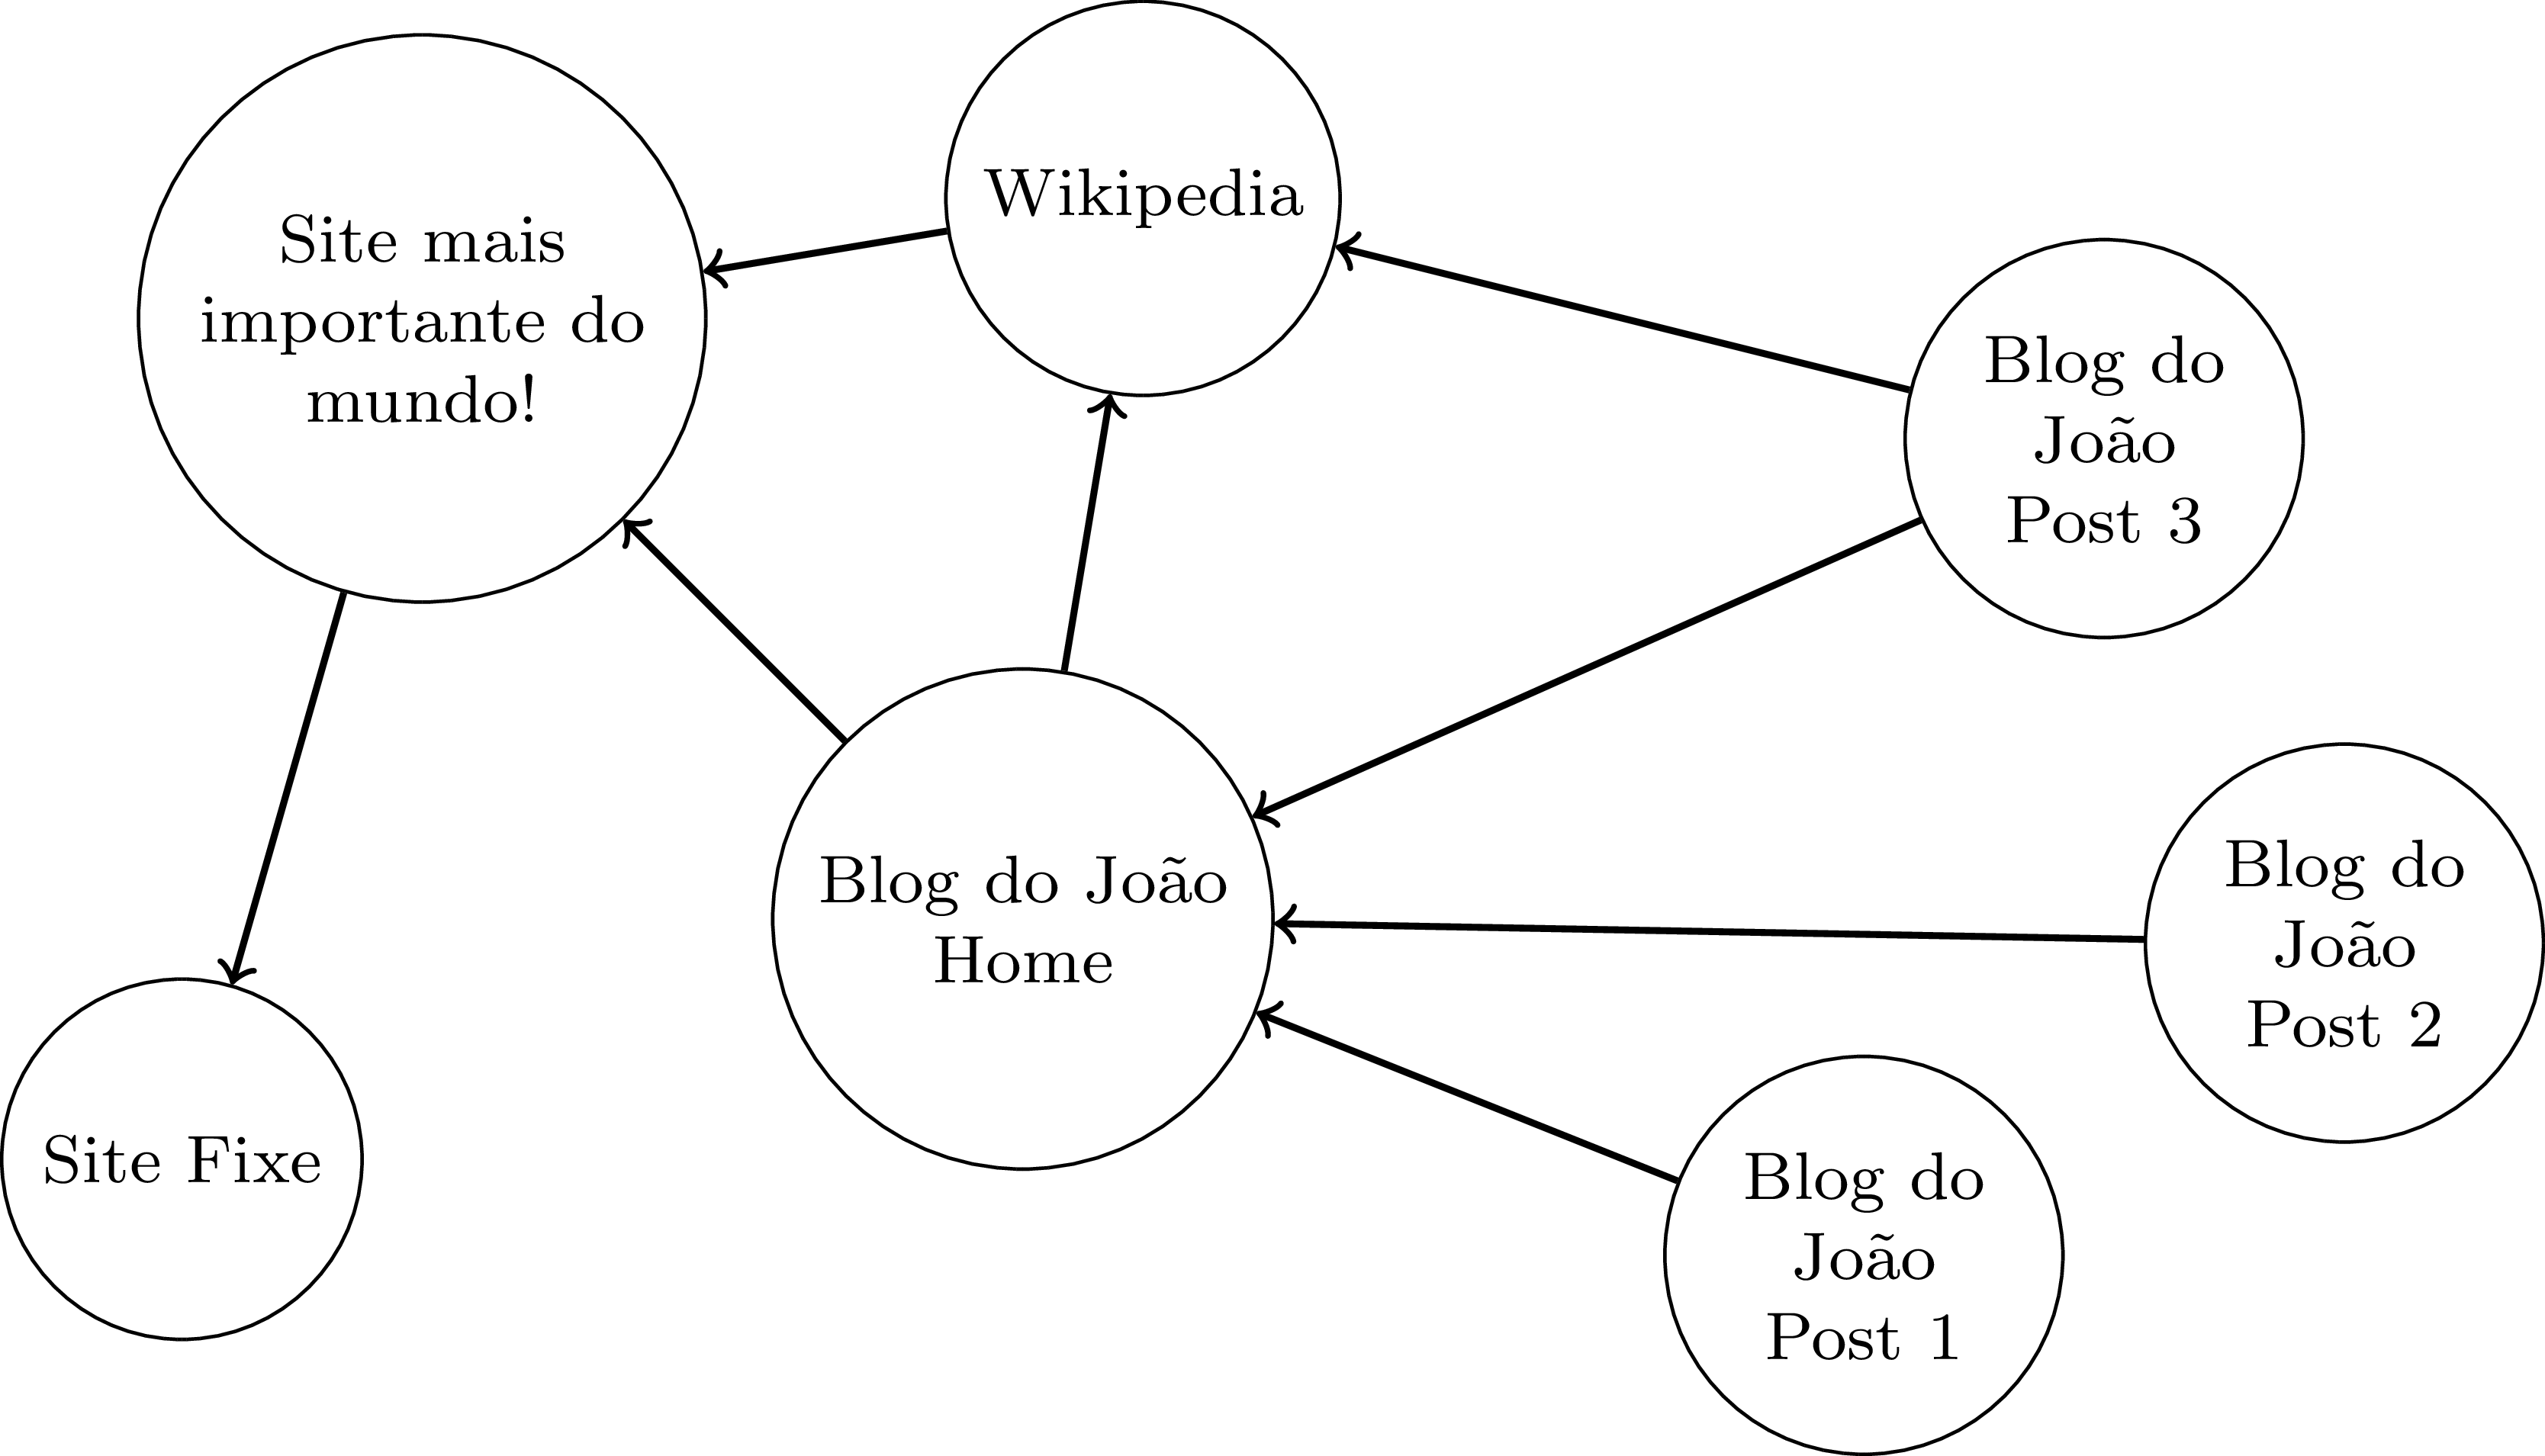 Site mais
importante do
mundo!
Wikipedia
Blog do
João
Post 3
Blog do João
Home
Blog do
João
Post 2
Site Fixe
Blog do
João
Post 1